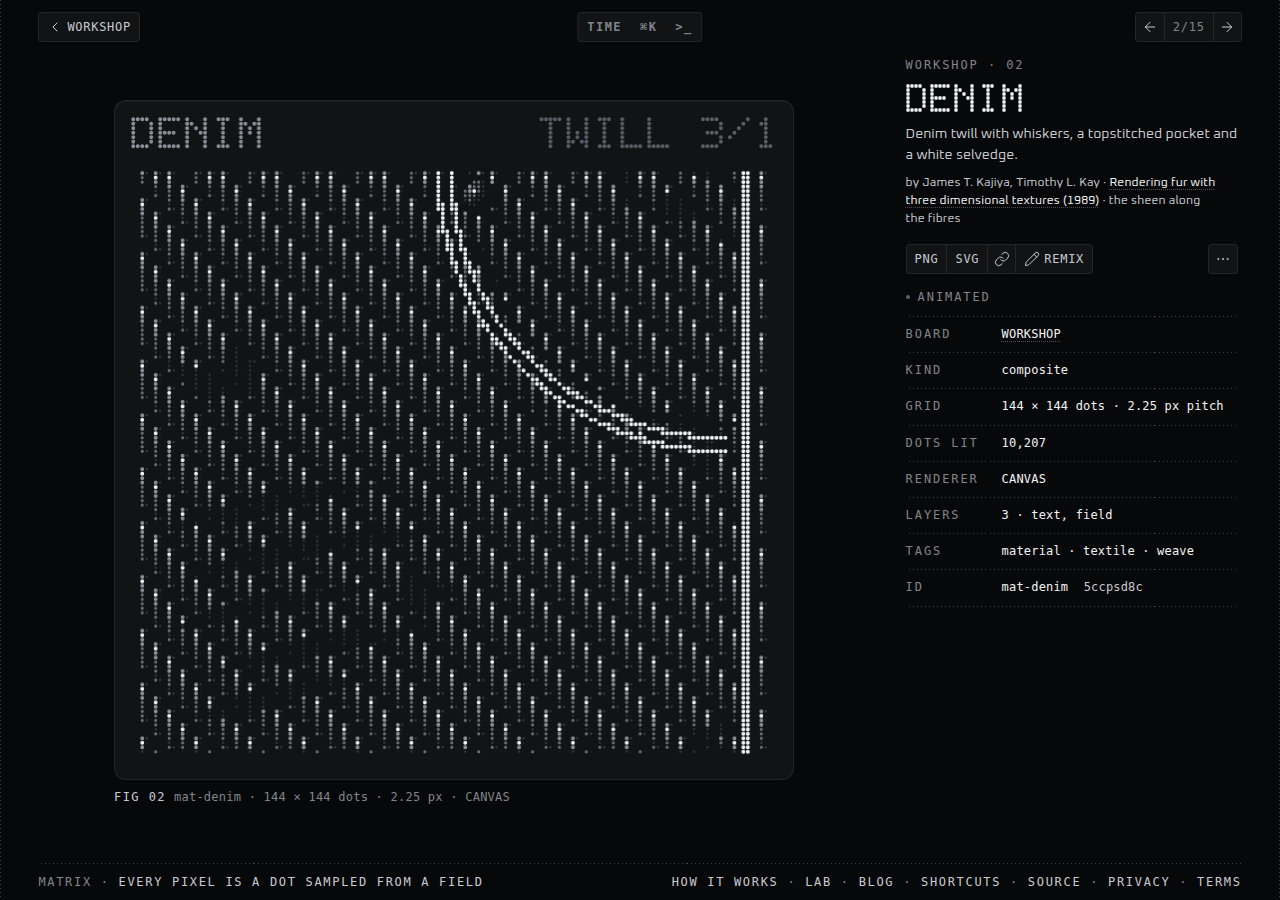 WORKSHOP
TIME ⌘K >_
2/15
WORKSHOP · 02
DENIM
Denim twill with whiskers, a topstitched pocket and
a white selvedge.
by James T. Kajiya, Timothy L. Kay · Rendering fur with
three dimensional textures (1989) · the sheen along
the fibres
PNG SVG REMIX
ANIMATED
BOARD WORKSHOP
KIND composite
GRID 144 × 144 dots · 2.25 px pitch
DOTS LIT 10,207
RENDERER CANVAS
LAYERS 3 · text, field
TAGS material · textile · weave
ID mat-denim 5ccpsd8c
DENIM TWILL 3/1
FIG 02 mat-denim · 144 × 144 dots · 2.25 px · CANVAS
MATRIX · EVERY PIXEL IS A DOT SAMPLED FROM A FIELD
HOW IT WORKS · LAB · BLOG · SHORTCUTS · SOURCE · PRIVACY · TERMS